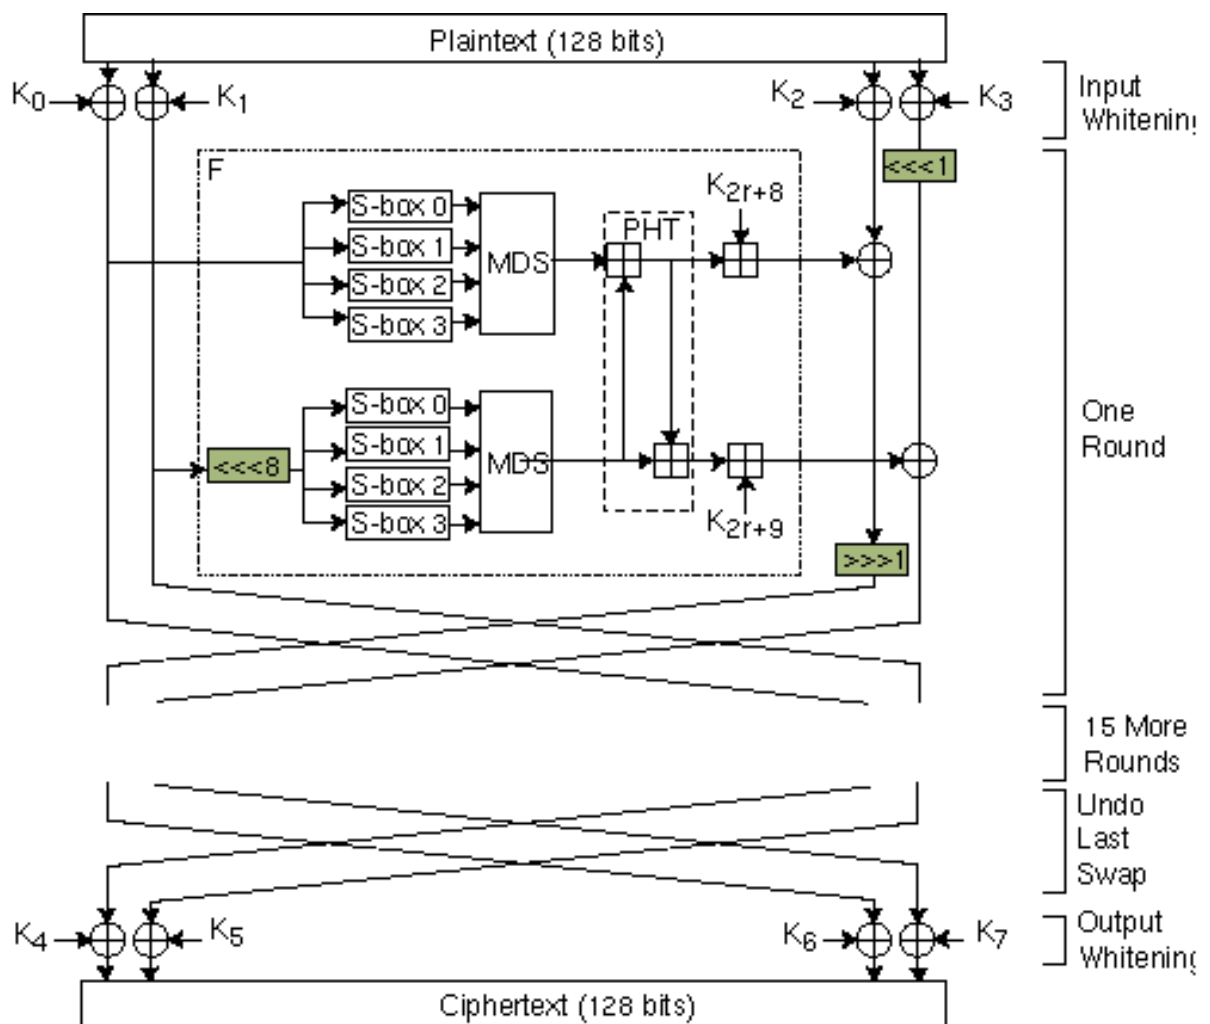 Plaintext (128 bits)
K0
K1
K2
K3
Input
Whitening
F
<<<1
S-box 0
S-box 1
S-box 2
S-box 3
MDS
PHT
K2r+8
One
Round
<<<8
S-box 0
S-box 1
S-box 2
S-box 3
MDS
K2r+9
>>>1
15 More
Rounds
Undo
Last
Swap
K4
K5
K6
K7
Output
Whitening
Ciphertext (128 bits)